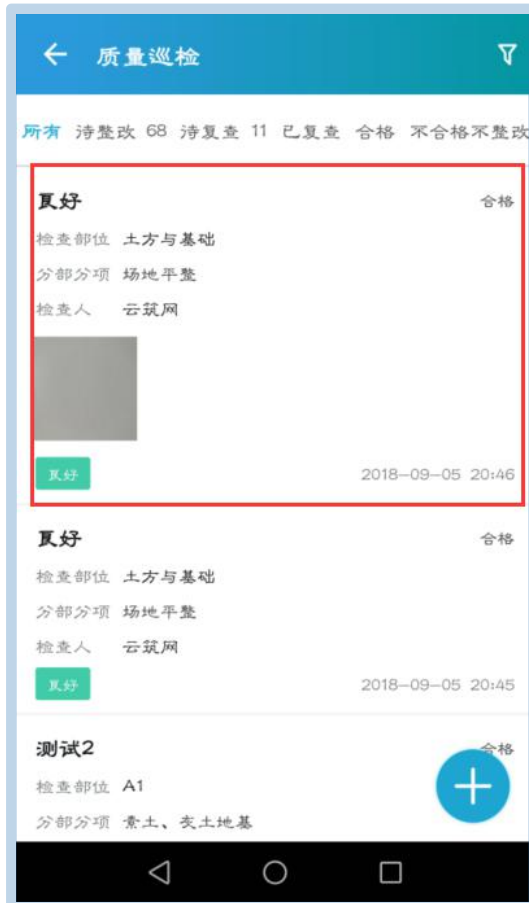 质量巡检
所有 待整改 68 待复查 11 已复查 合格 不合格不整改
良好 合格
检查部位 土方与基础
分部分项 场地平整
检查人 云筑网
良好 2018-09-05 20:46
良好 合格
检查部位 土方与基础
分部分项 场地平整
检查人 云筑网
良好 2018-09-05 20:45
测试2 合格
检查部位 A1
分部分项 素土、灰土地基